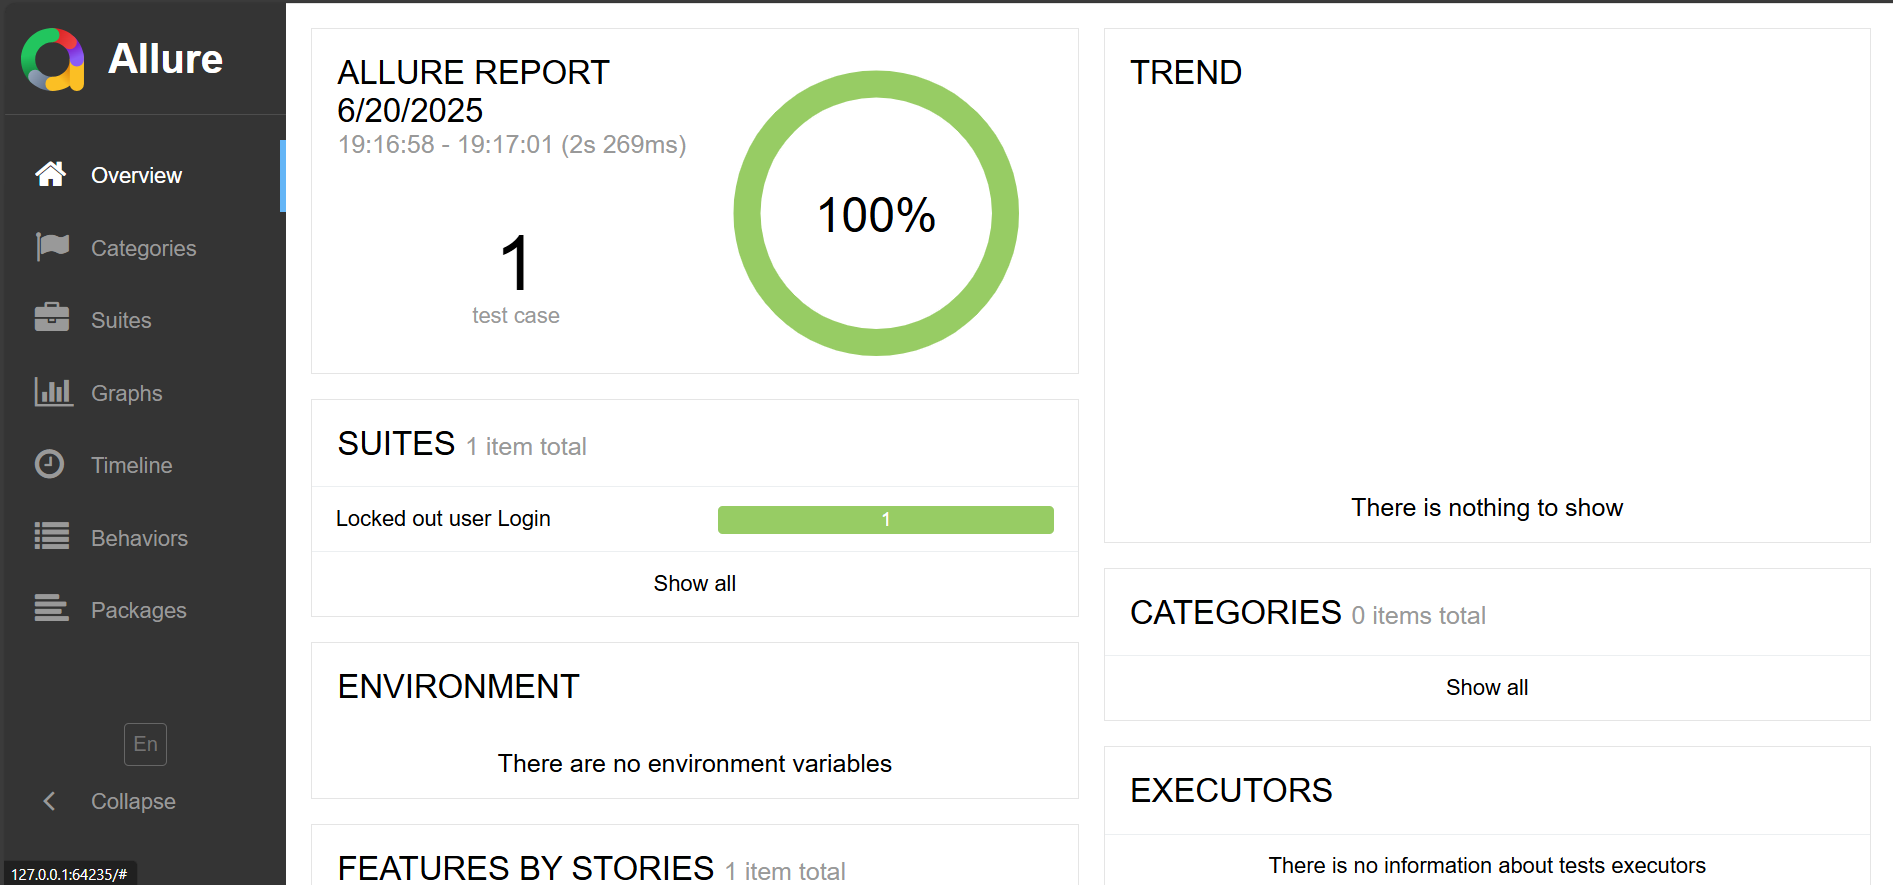 Allure
Overview
Categories
Suites
Graphs
Timeline
Behaviors
Packages
En
Collapse
127.0.0.1:64235/#
ALLURE REPORT
6/20/2025
19:16:58 - 19:17:01 (2s 269ms)
1
test case
100%
SUITES 1 item total
Locked out user Login 1
Show all
ENVIRONMENT
There are no environment variables
FEATURES BY STORIES 1 item total
TREND
There is nothing to show
CATEGORIES 0 items total
Show all
EXECUTORS
There is no information about tests executors